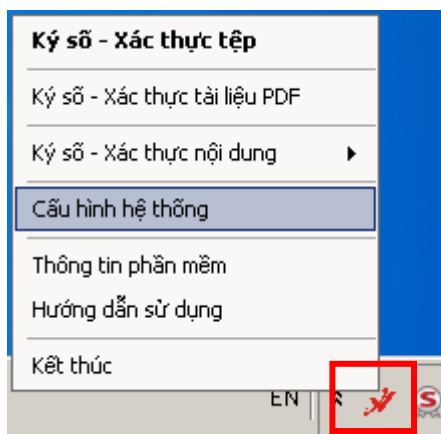 Ký số - Xác thực tệp
Ký số - Xác thực tài liệu PDF
Ký số - Xác thực nội dung
Cấu hình hệ thống
Thông tin phần mềm
Hướng dẫn sử dụng
Kết thúc
EN
S